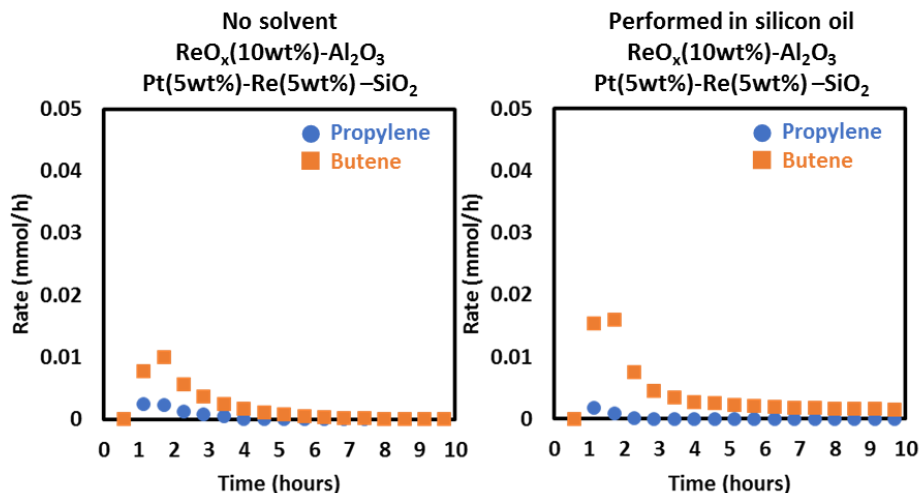 No solvent
ReOₓ(10wt%)-Al₂O₃
Pt(5wt%)-Re(5wt%) –SiO₂
0.05
0.04
0.03
0.02
0.01
0
Rate (mmol/h)
Propylene
Butene
0 1 2 3 4 5 6 7 8 9 10
Time (hours)
Performed in silicon oil
ReOₓ(10wt%)-Al₂O₃
Pt(5wt%)-Re(5wt%) –SiO₂
0.05
0.04
0.03
0.02
0.01
0
Rate (mmol/h)
Propylene
Butene
0 1 2 3 4 5 6 7 8 9 10
Time (hours)